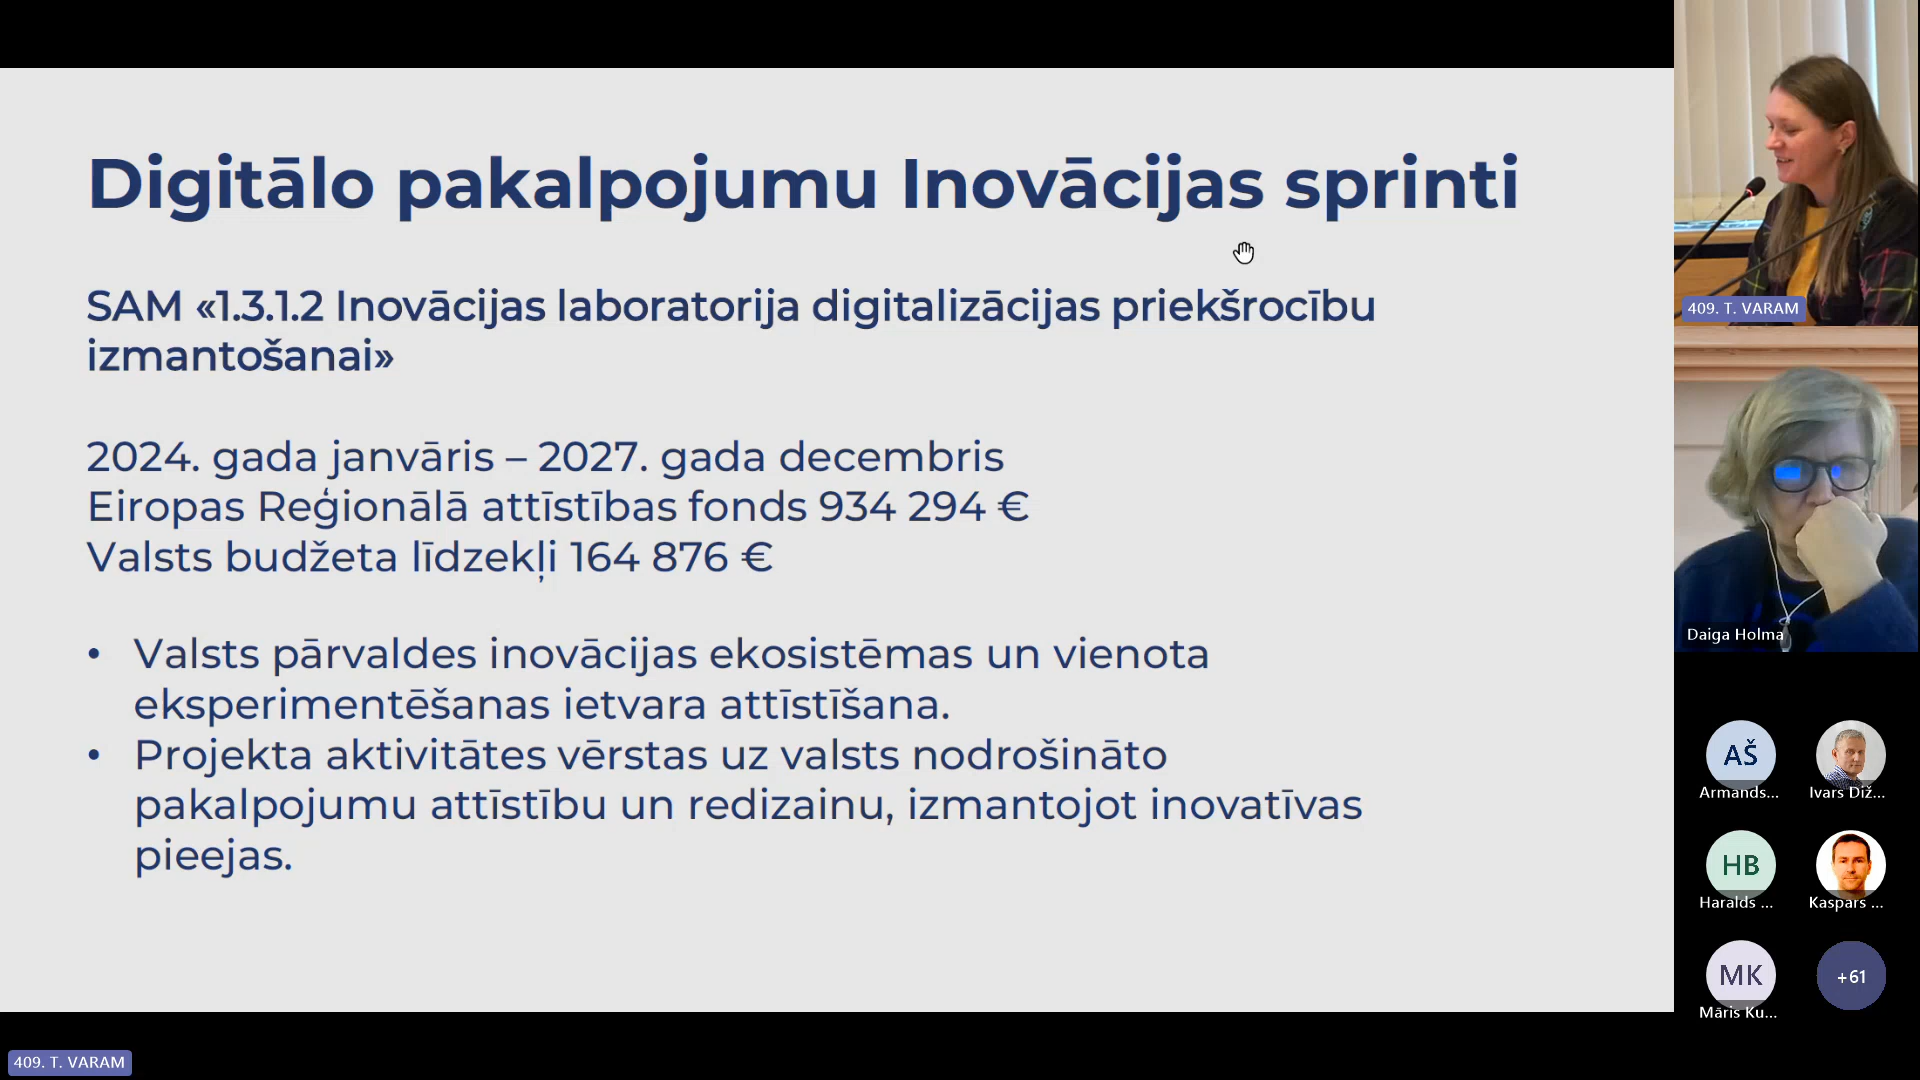 Digitālo pakalpojumu Inovācijas sprinti
SAM «1.3.1.2 Inovācijas laboratorija digitalizācijas priekšrocību
izmantošanai»
2024. gada janvāris – 2027. gada decembris
Eiropas Reģionālā attīstības fonds 934 294 €
Valsts budžeta līdzekļi 164 876 €
• Valsts pārvaldes inovācijas ekosistēmas un vienota
eksperimentēšanas ietvara attīstīšana.
• Projekta aktivitātes vērstas uz valsts nodrošināto
pakalpojumu attīstību un redizainu, izmantojot inovatīvas
pieejas.
409. T. VARAM
Daiga Holma
AŠ
Armands...
Ivars Diž...
HB
Haralds ...
Kaspars ...
MK
Māris Ku...
+61
409. T. VARAM